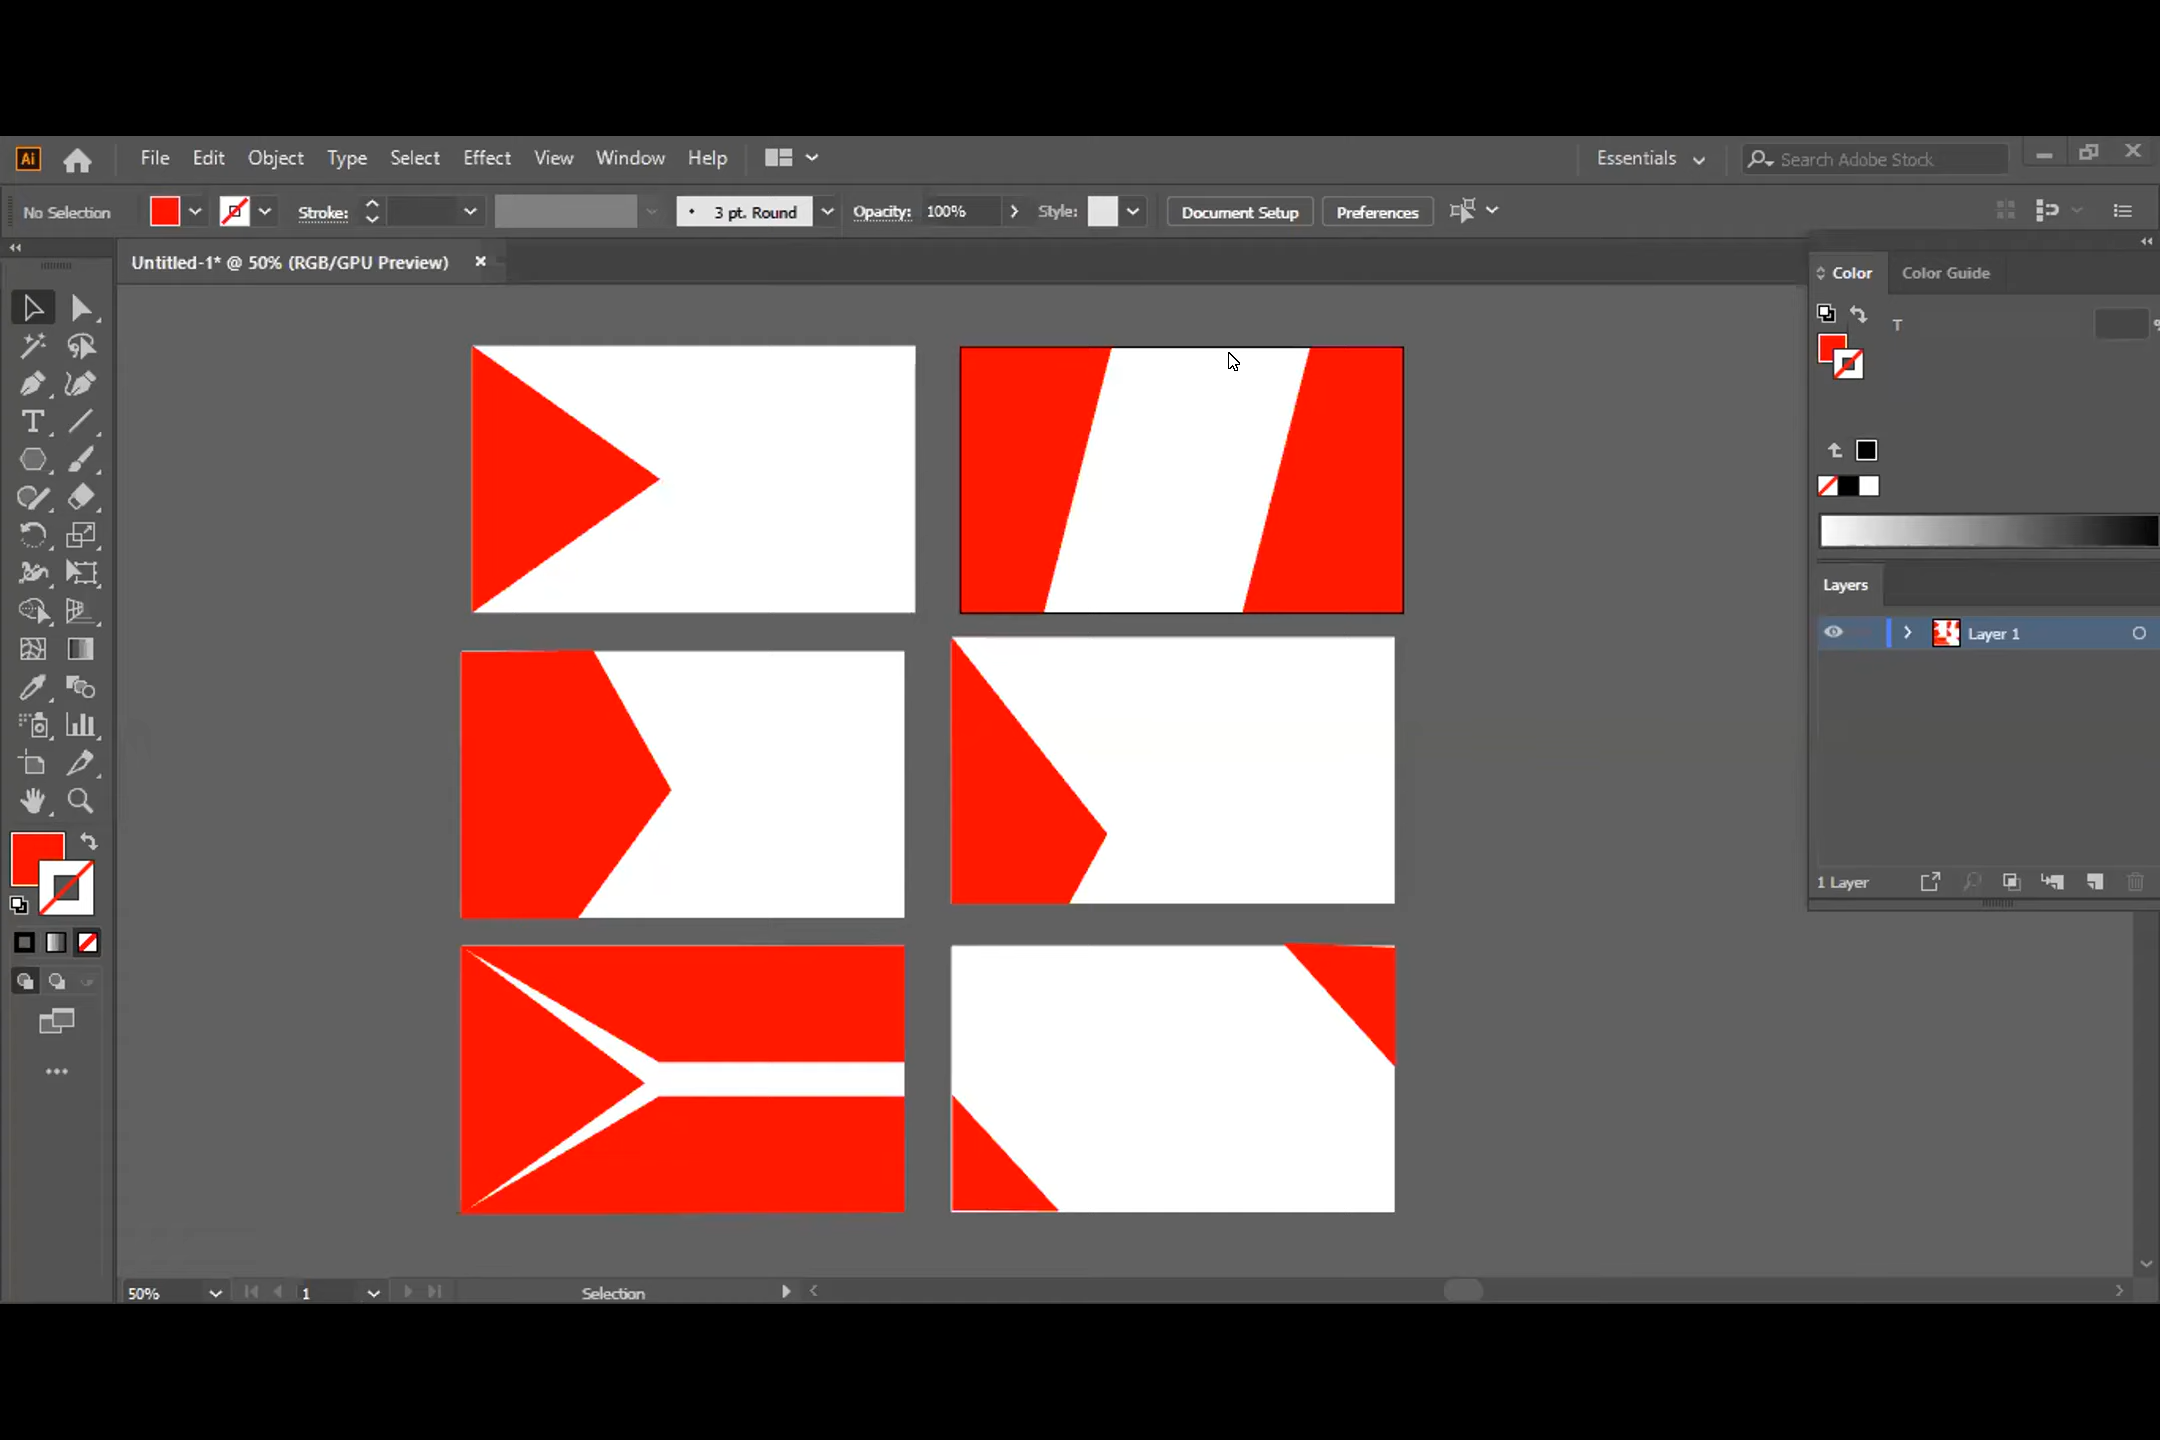 Ai File Edit Object Type Select Effect View Window Help Essentials Search Adobe Stock
No Selection Stroke: 3 pt. Round Opacity: 100% Style: Document Setup Preferences
Untitled-1* @ 50% (RGB/GPU Preview)
Color Color Guide
T
Layers
Layer 1
1 Layer
50% 1 Selection